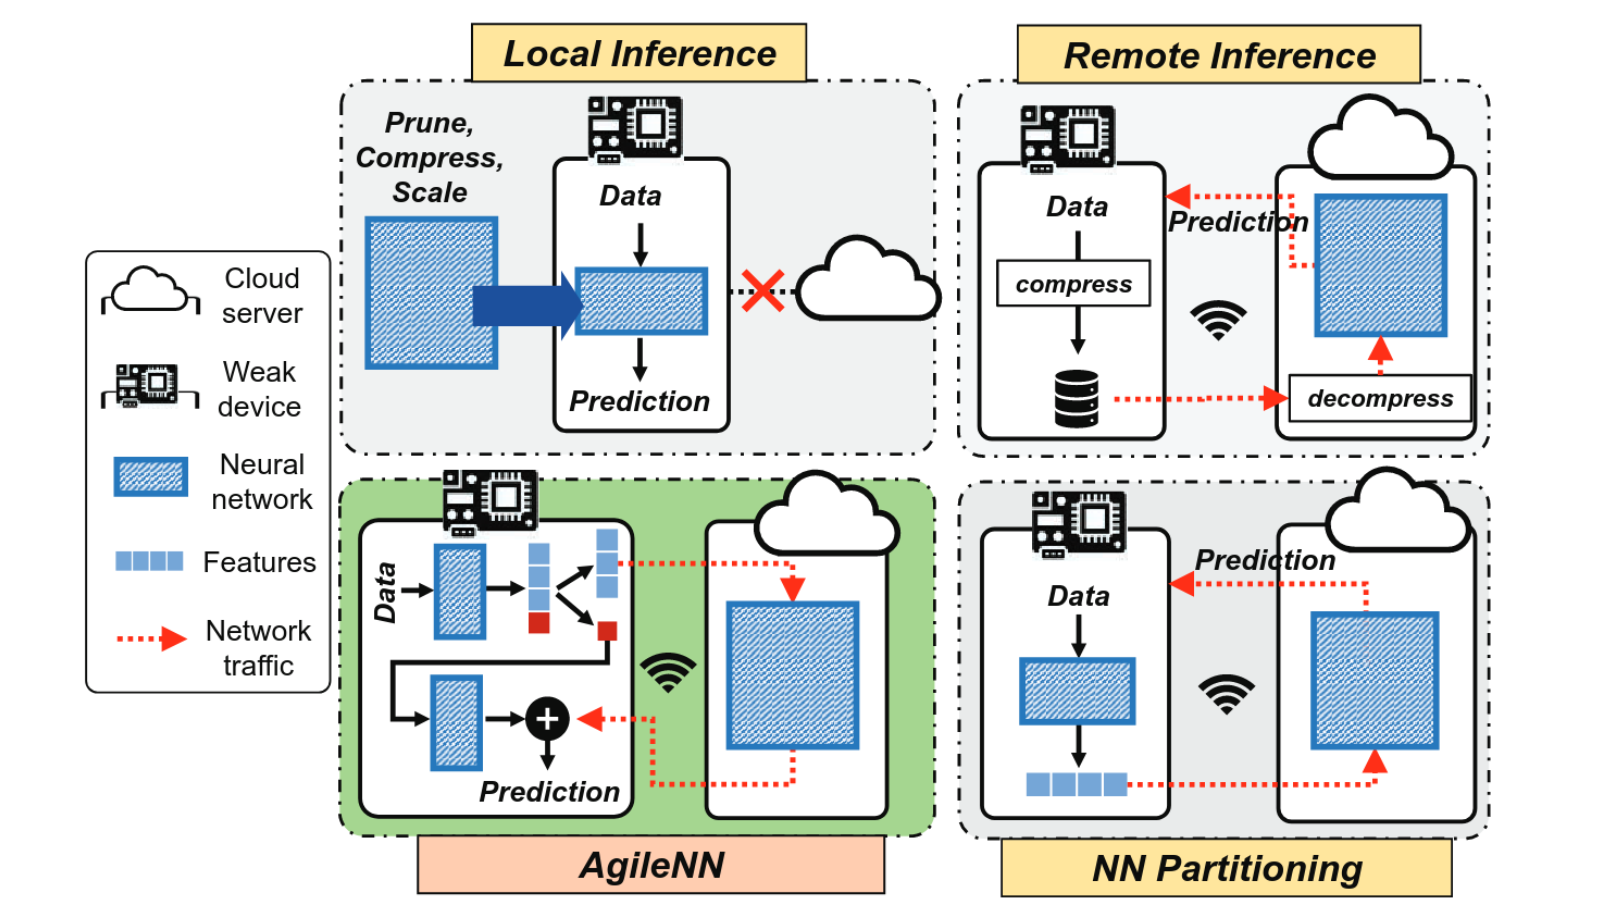 Local Inference
Remote Inference
Prune,
Compress,
Scale
Data
Prediction
Data
compress
Prediction
decompress
Cloud
server
Weak
device
Neural
network
Features
Network
traffic
Data
Prediction
AgileNN
Prediction
Data
NN Partitioning